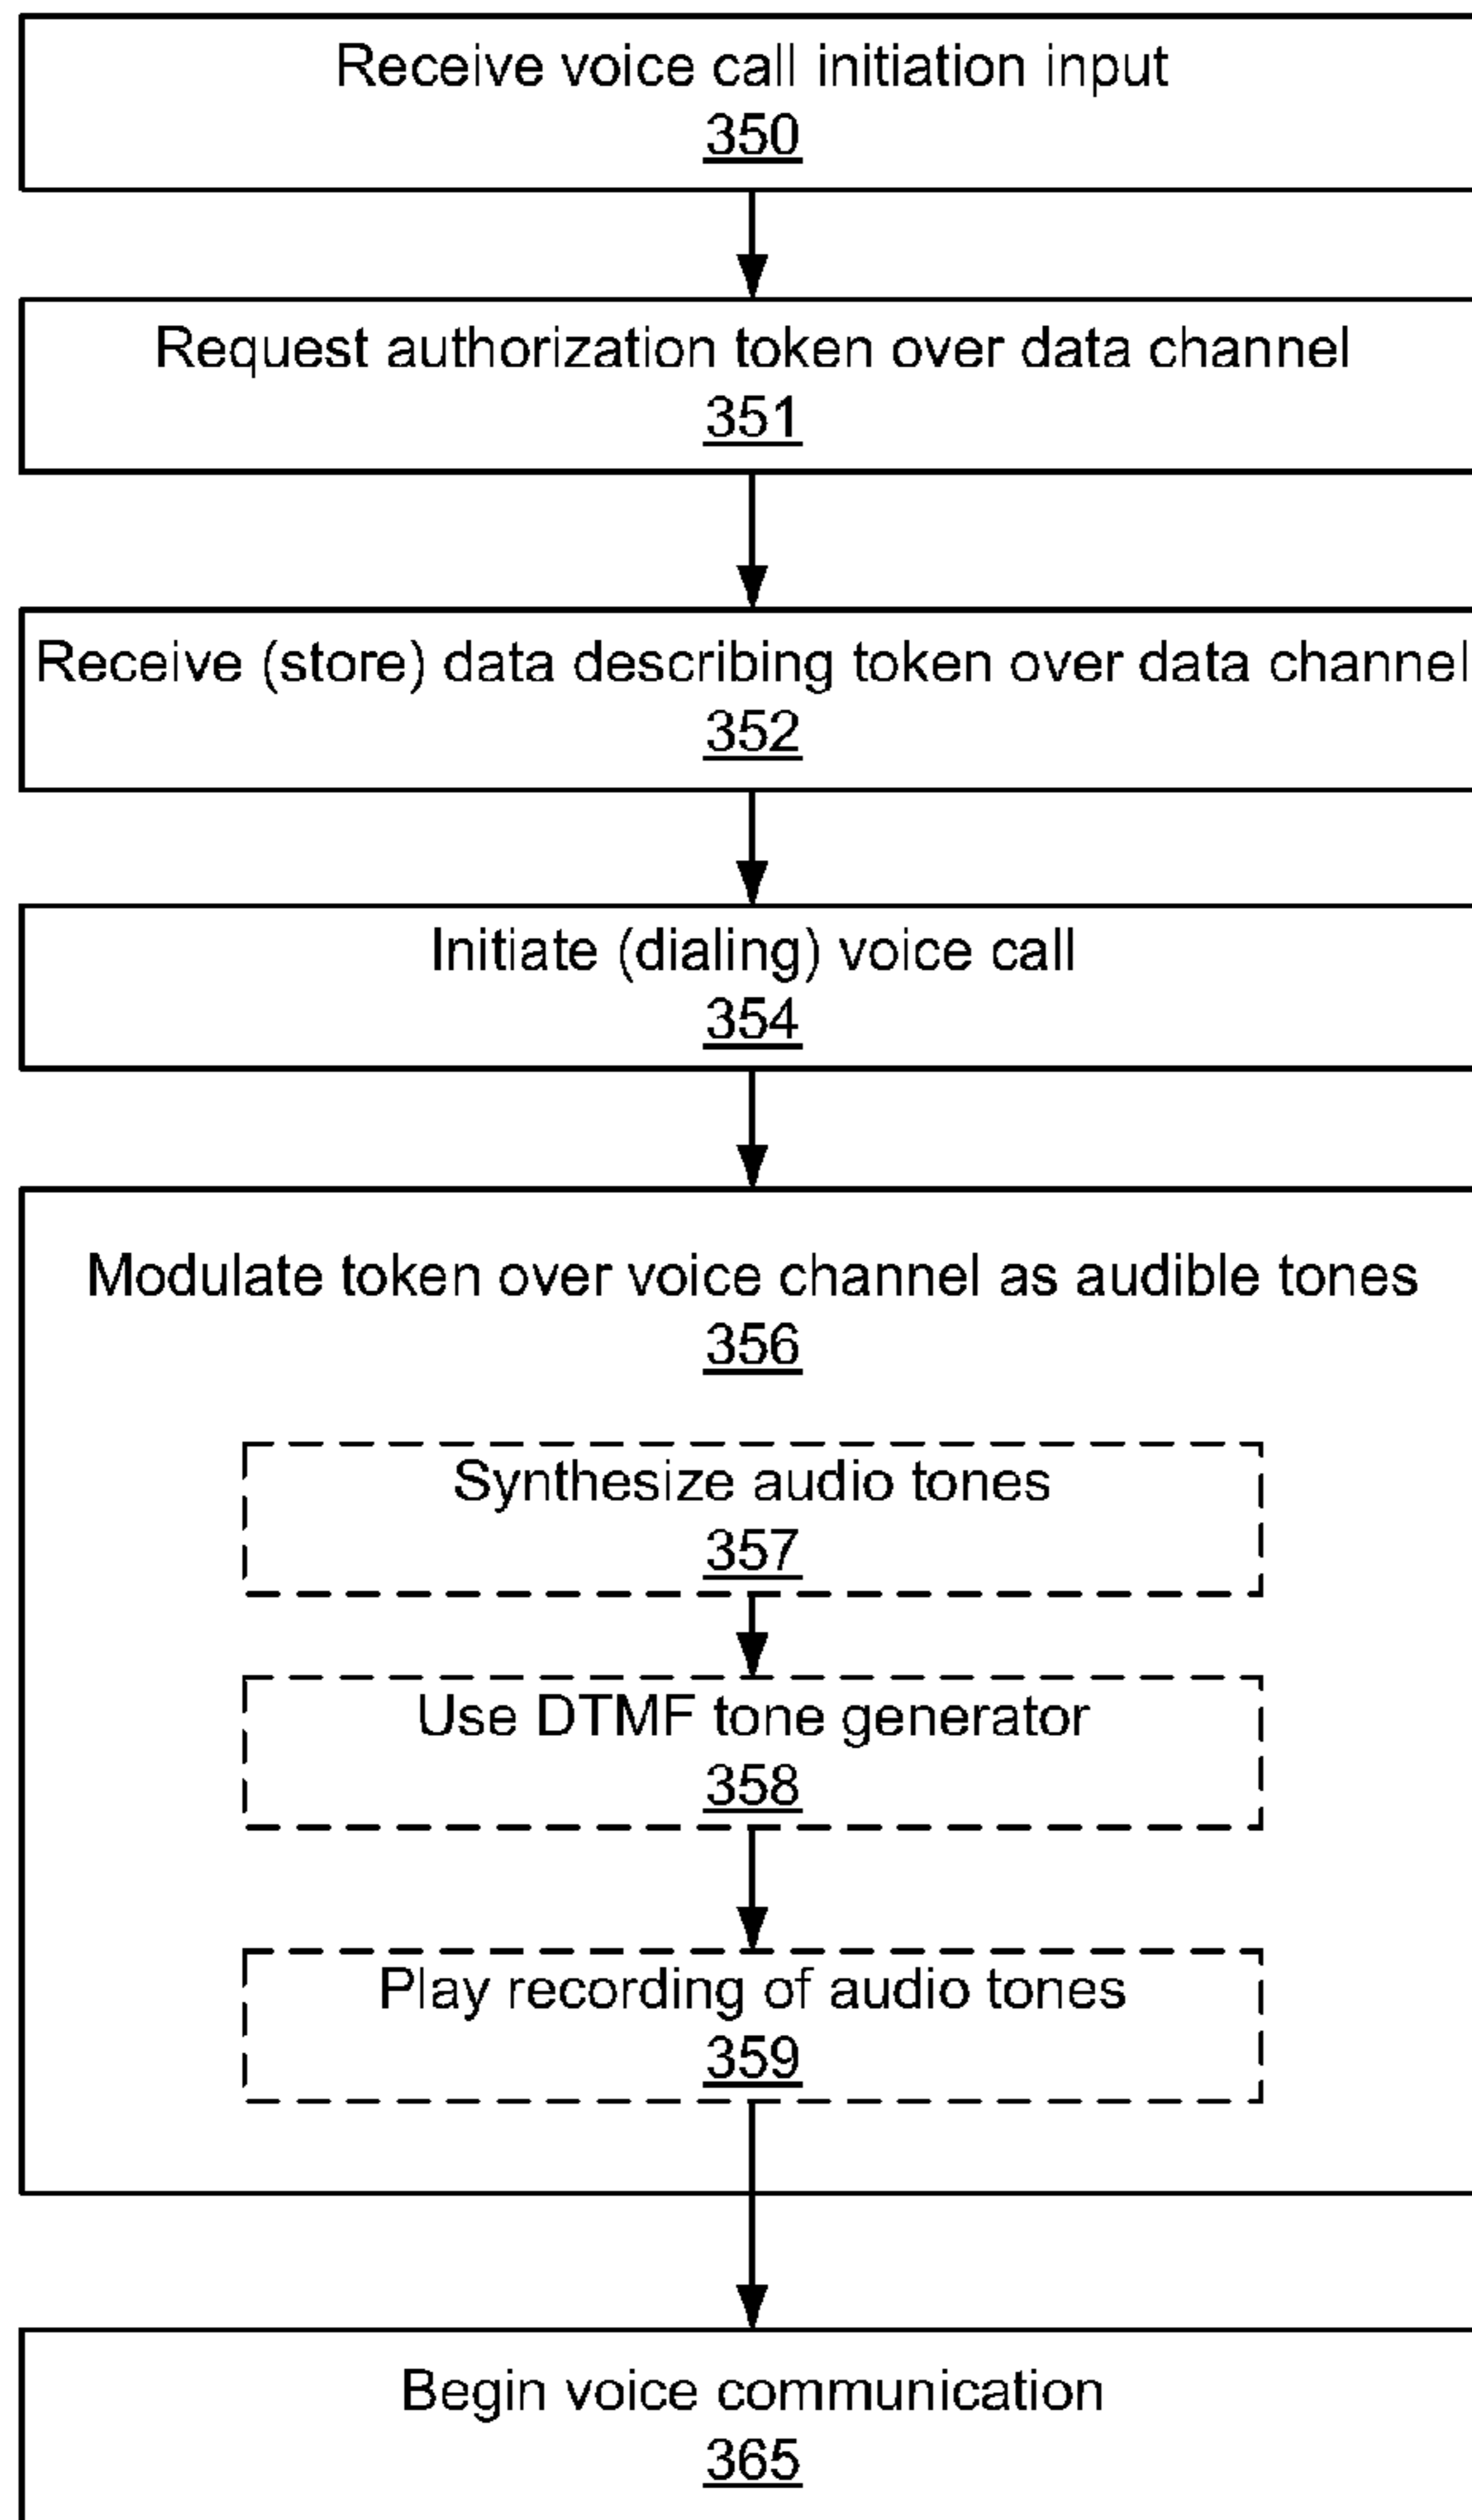 Receive voice call initiation input
350
Request authorization token over data channel
351
Receive (store) data describing token over data channel
352
Initiate (dialing) voice call
354
Modulate token over voice channel as audible tones
356
Synthesize audio tones
357
Use DTMF tone generator
358
Play recording of audio tones
359
Begin voice communication
365